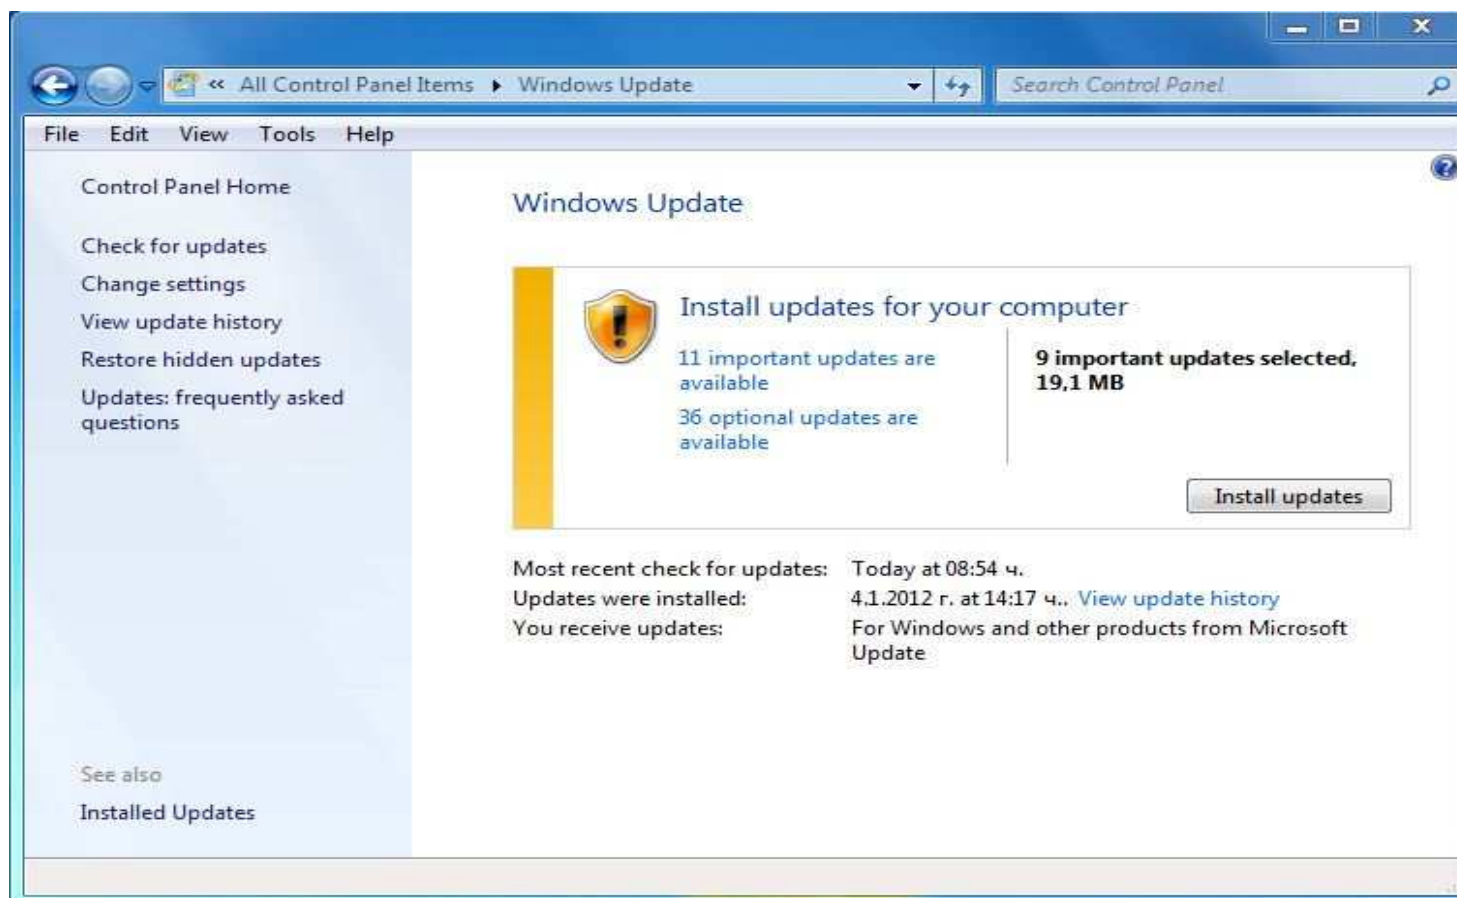 « All Control Panel Items ▸ Windows Update
Search Control Panel
File Edit View Tools Help
Control Panel Home
Check for updates
Change settings
View update history
Restore hidden updates
Updates: frequently asked
questions
See also
Installed Updates
Windows Update
Install updates for your computer
11 important updates are
available
36 optional updates are
available
9 important updates selected,
19,1 MB
Install updates
Most recent check for updates: Today at 08:54 ч.
Updates were installed: 4.1.2012 г. at 14:17 ч.. View update history
You receive updates: For Windows and other products from Microsoft
Update